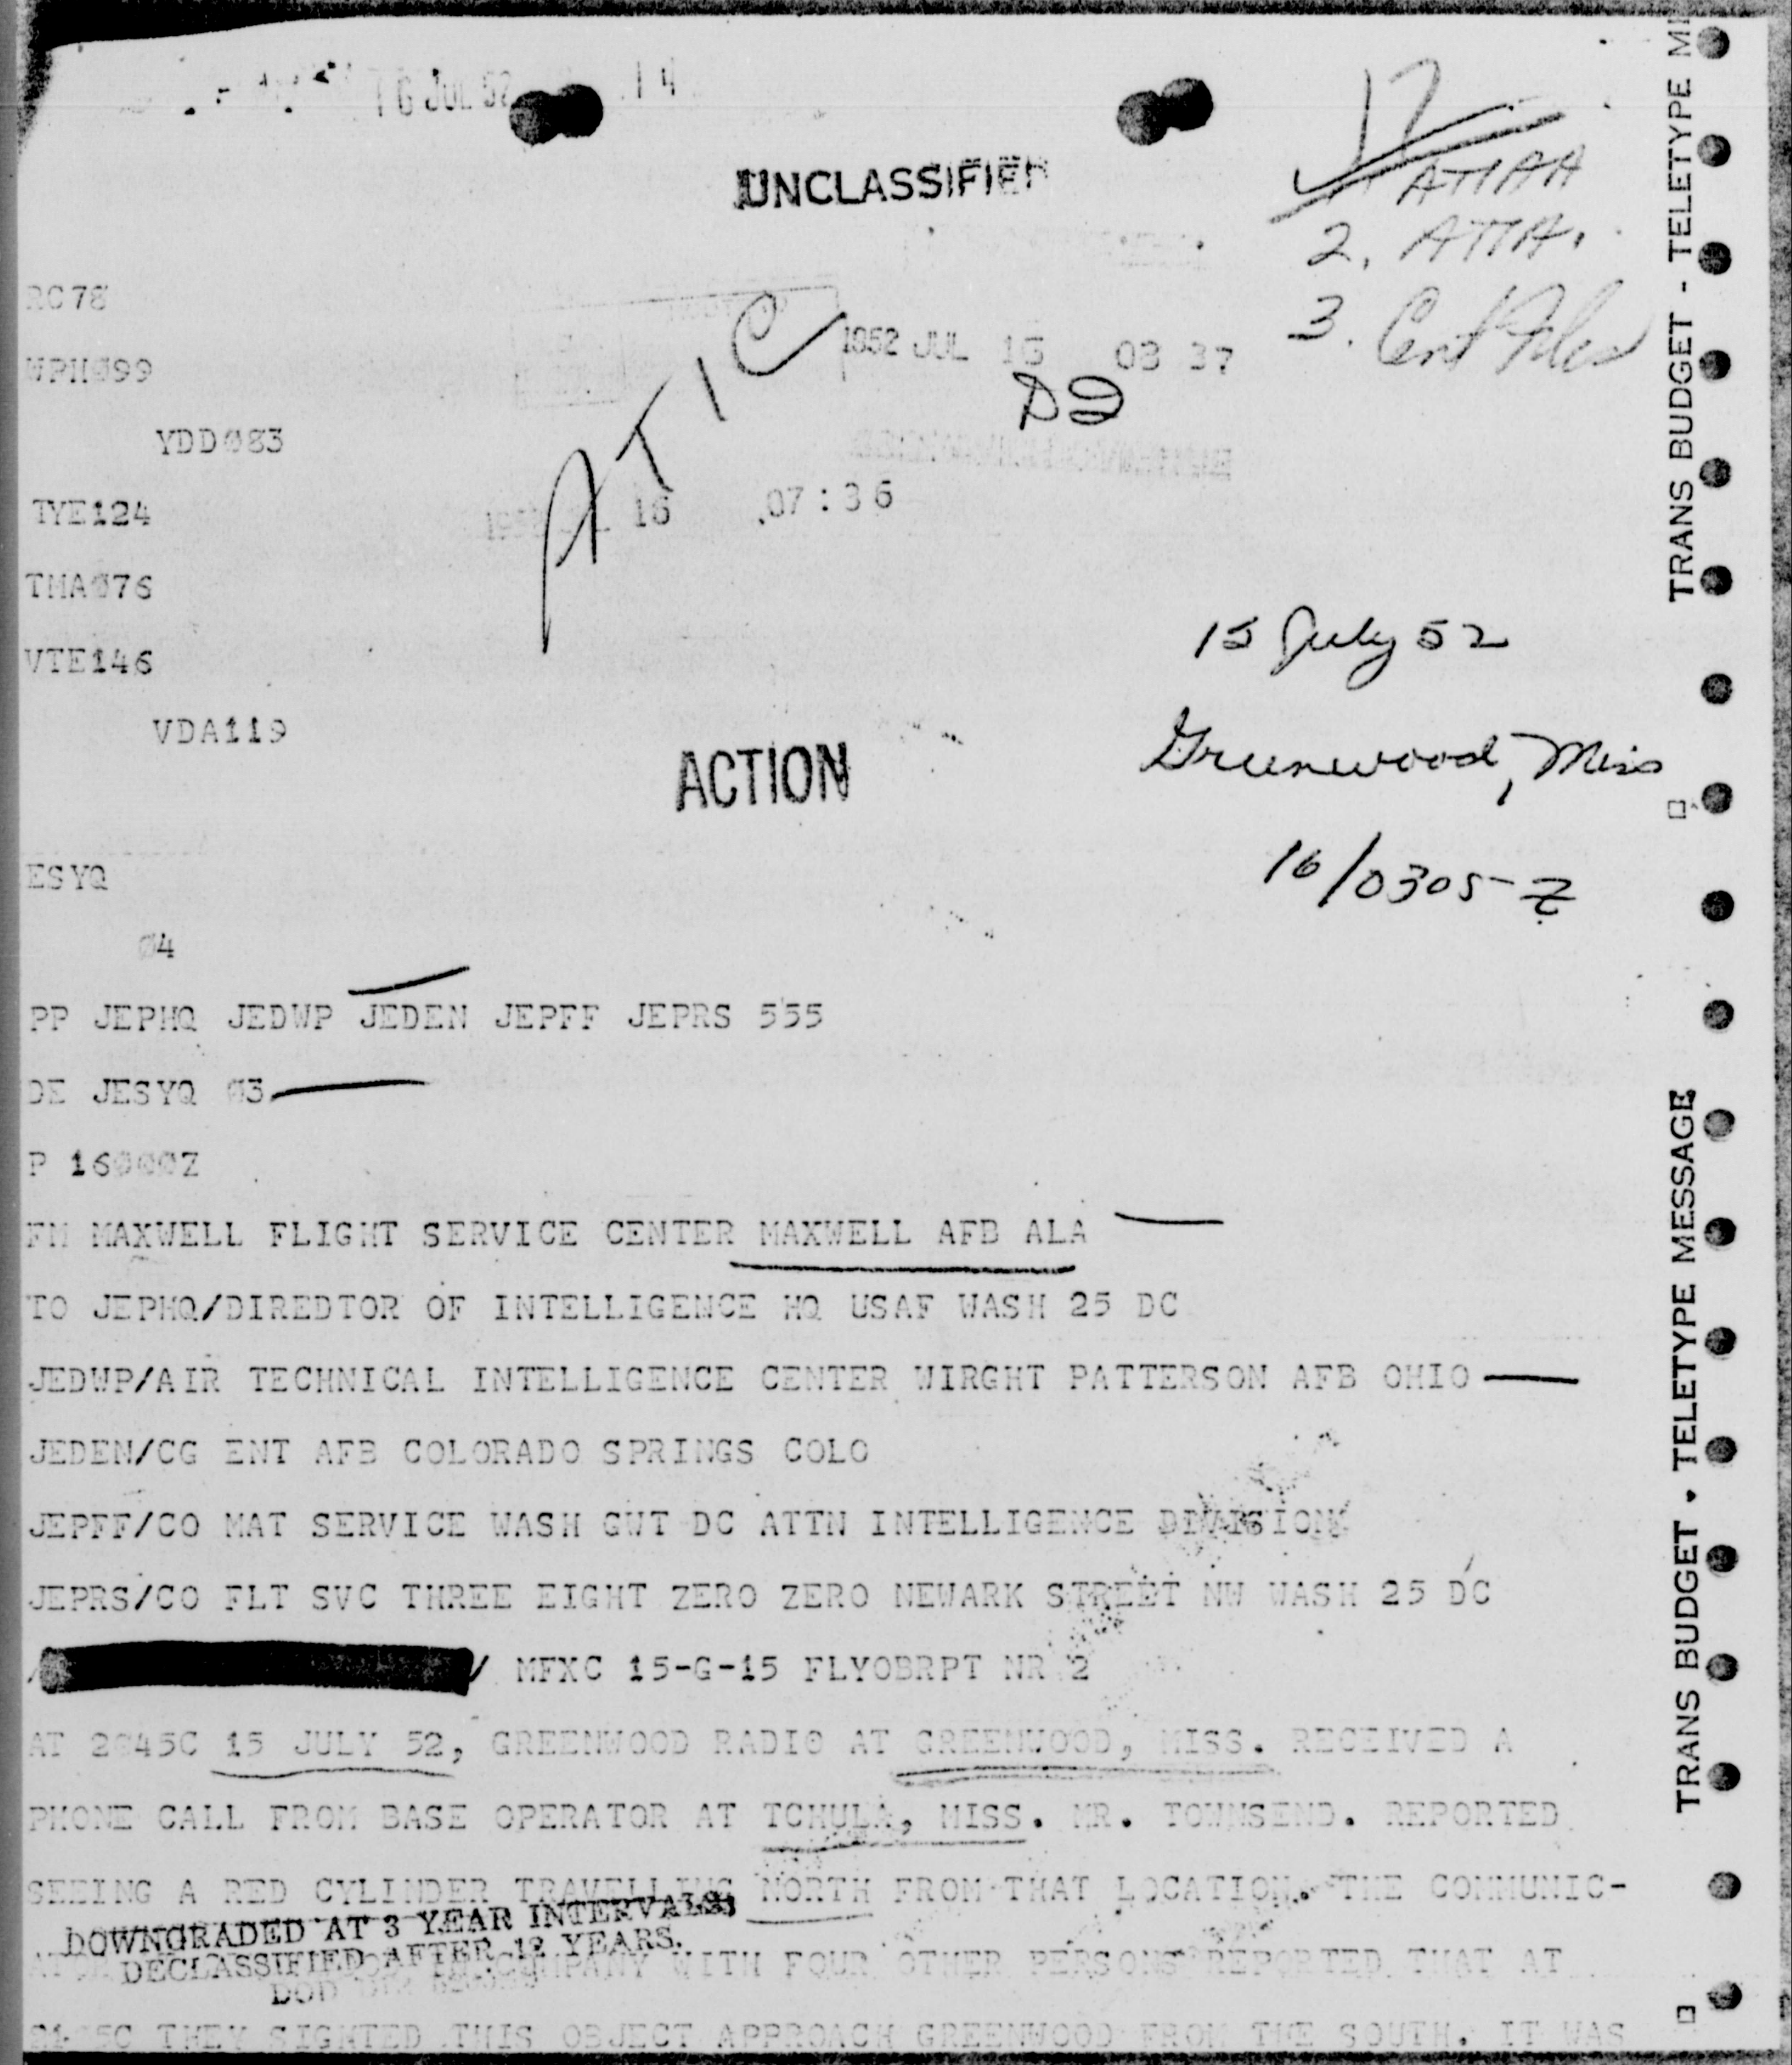 16 JUL 52 14
UNCLASSIFIED
ATIAA
2. ATIA.
3. Cent Files
RC78
1952 JUL 16 03 37
WPH099
ATIC
DD
YDD083
TYE124
16 07:36
TMA076
15 July 52
VTE146
VDA119
ACTION
Greenwood, Miss
ESYQ
16/0305 Z
04
PP JEPHQ JEDWP JEDEN JEPFF JEPRS 555
DE JESYQ 03
P 160000Z
FM MAXWELL FLIGHT SERVICE CENTER MAXWELL AFB ALA
TO JEPHQ/DIREDTOR OF INTELLIGENCE HQ USAF WASH 25 DC
JEDWP/AIR TECHNICAL INTELLIGENCE CENTER WIRGHT PATTERSON AFB OHIO
JEDEN/CG ENT AFB COLORADO SPRINGS COLO
JEPFF/CO MAT SERVICE WASH GWT DC ATTN INTELLIGENCE DIVISION
JEPRS/CO FLT SVC THREE EIGHT ZERO ZERO NEWARK STREET NW WASH 25 DC
/ / MFXC 15-G-15 FLYOBRPT NR 2
AT 2045C 15 JULY 52, GREENWOOD RADIO AT GREENWOOD, MISS. RECEIVED A
PHONE CALL FROM BASE OPERATOR AT TCHULA, MISS. MR. TOWNSEND. REPORTED
SEEING A RED CYLINDER TRAVELLING NORTH FROM THAT LOCATION. THE COMMUNIC-
DOWNGRADED AT 3 YEAR INTERVALS;
DECLASSIFIED AFTER 12 YEARS.
DOD DIR
COMPANY WITH FOUR OTHER PERSONS REPORTED THAT AT
THEY SIGHTED THIS OBJECT APPROACH GREENWOOD FROM THE SOUTH. IT WAS
TRANS BUDGET - TELETYPE
TRANS BUDGET • TELETYPE MESSAGE